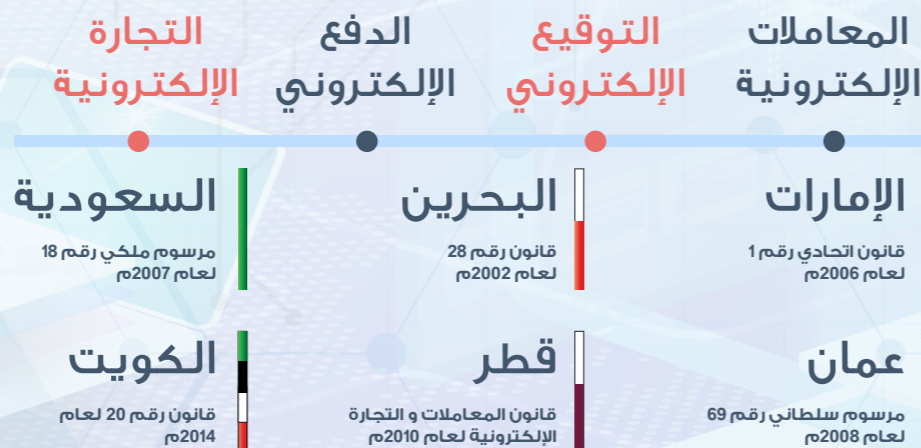 المعاملات
الإلكترونية
التوقيع
الإلكتروني
الدفع
الإلكتروني
التجارة
الإلكترونية
الإمارات
قانون اتحادي رقم 1
لعام 2006م
البحرين
قانون رقم 28
لعام 2002م
السعودية
مرسوم ملكي رقم 18
لعام 2007م
عمان
مرسوم سلطاني رقم 69
لعام 2008م
قطر
قانون المعاملات و التجارة
الإلكترونية لعام 2010م
الكويت
قانون رقم 20 لعام
2014م